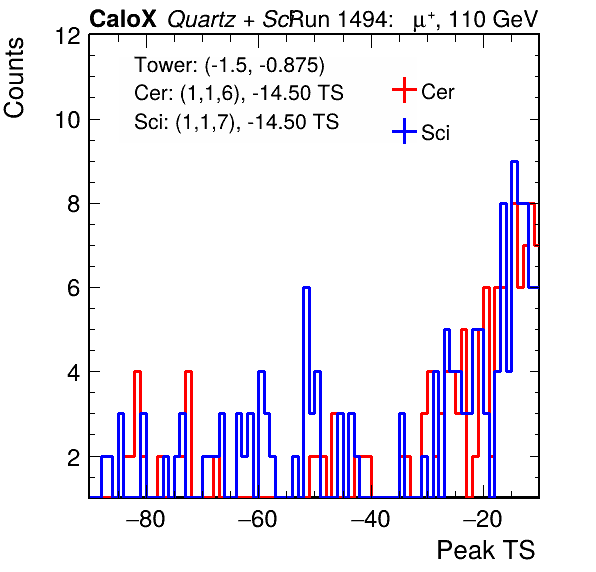 CaloX Quartz + Sci Run 1494: μ⁺, 110 GeV
Counts
12
10
8
6
4
2
Tower: (-1.5, -0.875)
Cer: (1,1,6), -14.50 TS
Sci: (1,1,7), -14.50 TS
Cer
Sci
−80 −60 −40 −20
Peak TS